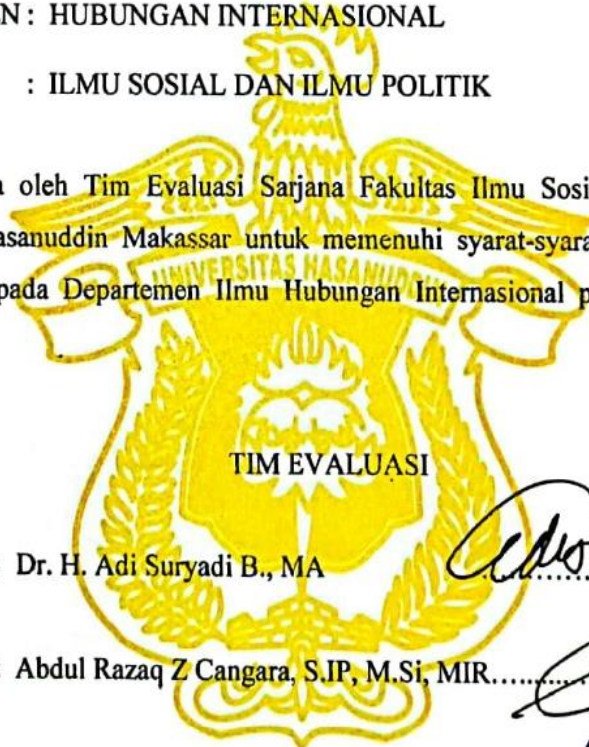 N : HUBUNGAN INTERNASIONAL
: ILMU SOSIAL DAN ILMU POLITIK
oleh Tim Evaluasi Sarjana Fakultas Ilmu Sosi
asanuddin Makassar untuk memenuhi syarat-syara
pada Departemen Ilmu Hubungan Internasional p
UNIVERSITAS HASANUDDIN
TIM EVALUASI
: Dr. H. Adi Suryadi B., MA
: Abdul Razaq Z Cangara, S.IP, M.Si, MIR